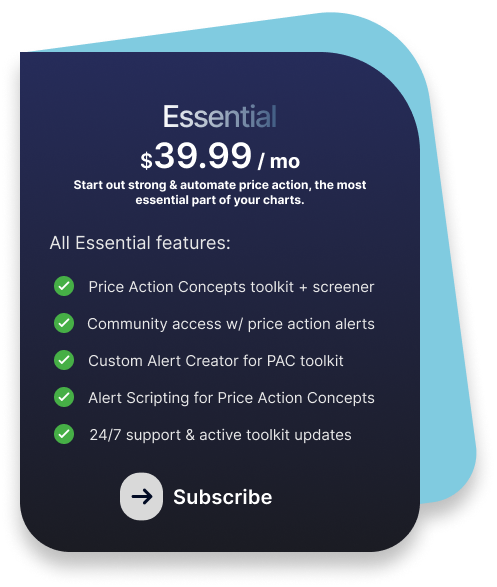 Essential
$39.99 / mo
Start out strong & automate price action, the most
essential part of your charts.
All Essential features:
Price Action Concepts toolkit + screener
Community access w/ price action alerts
Custom Alert Creator for PAC toolkit
Alert Scripting for Price Action Concepts
24/7 support & active toolkit updates
Subscribe